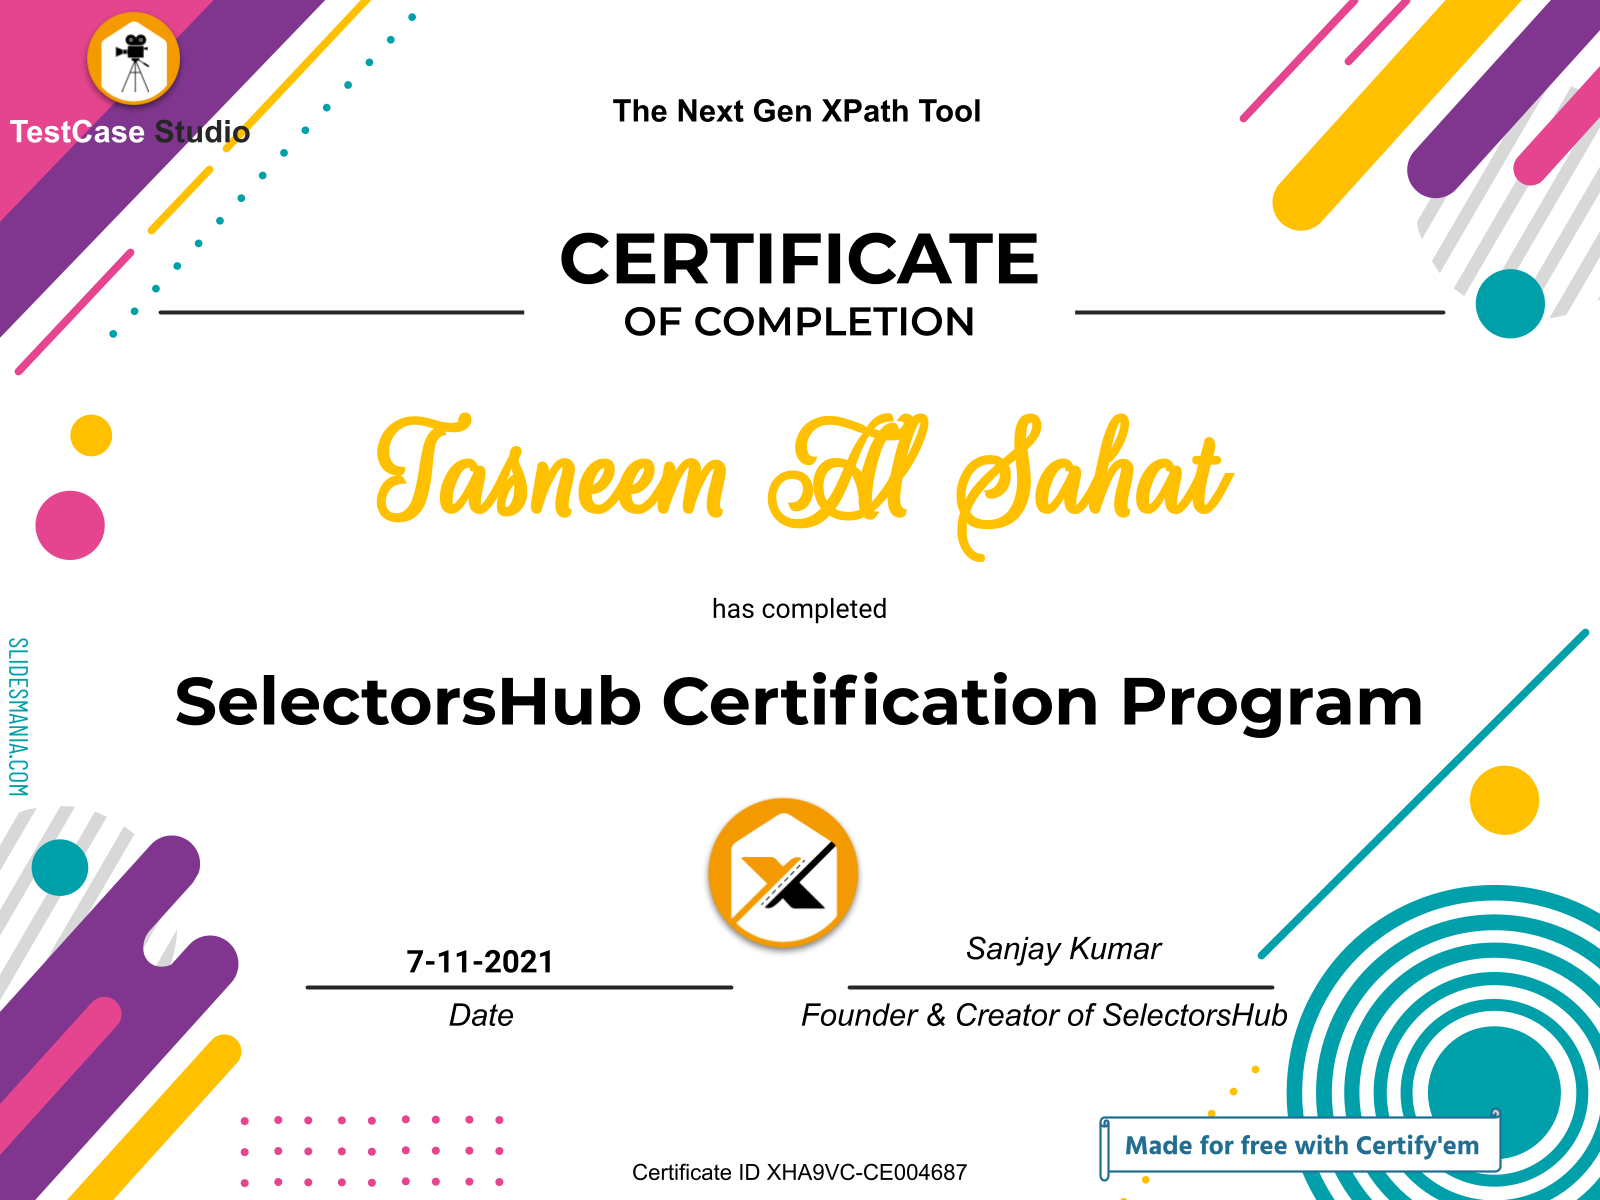 TestCase Studio
The Next Gen XPath Tool
CERTIFICATE
OF COMPLETION
Tasneem Al Sahat
has completed
SelectorsHub Certification Program
SLIDESMANIA.COM
7-11-2021
Date
Sanjay Kumar
Founder & Creator of SelectorsHub
Made for free with Certify'em
Certificate ID XHA9VC-CE004687